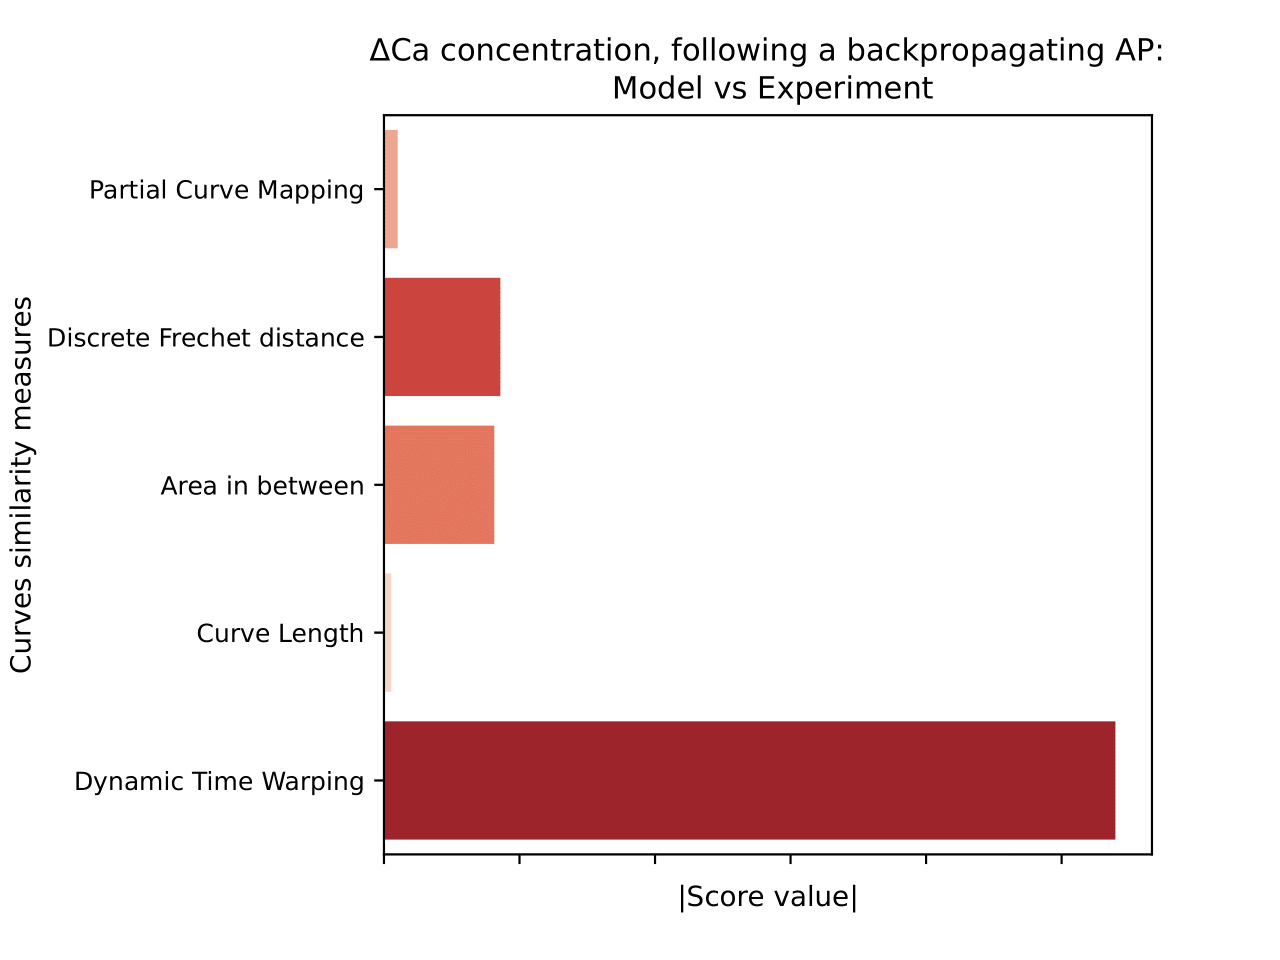 ΔCa concentration, following a backpropagating AP:
Model vs Experiment
Partial Curve Mapping
Discrete Frechet distance
Area in between
Curve Length
Dynamic Time Warping
Curves similarity measures
|Score value|